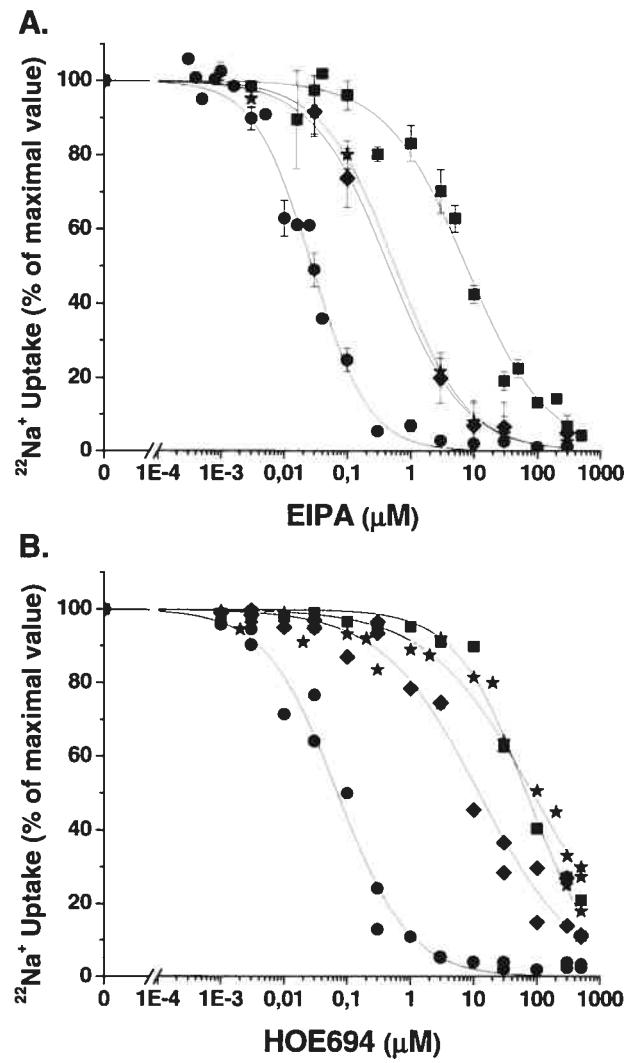 A.
²²Na⁺ Uptake (% of maximal value)
100
80
60
40
20
0
0 1E-4 1E-3 0,01 0,1 1 10 100 1000
EIPA (µM)
B.
²²Na⁺ Uptake (% of maximal value)
100
80
60
40
20
0
0 1E-4 1E-3 0,01 0,1 1 10 100 1000
HOE694 (µM)